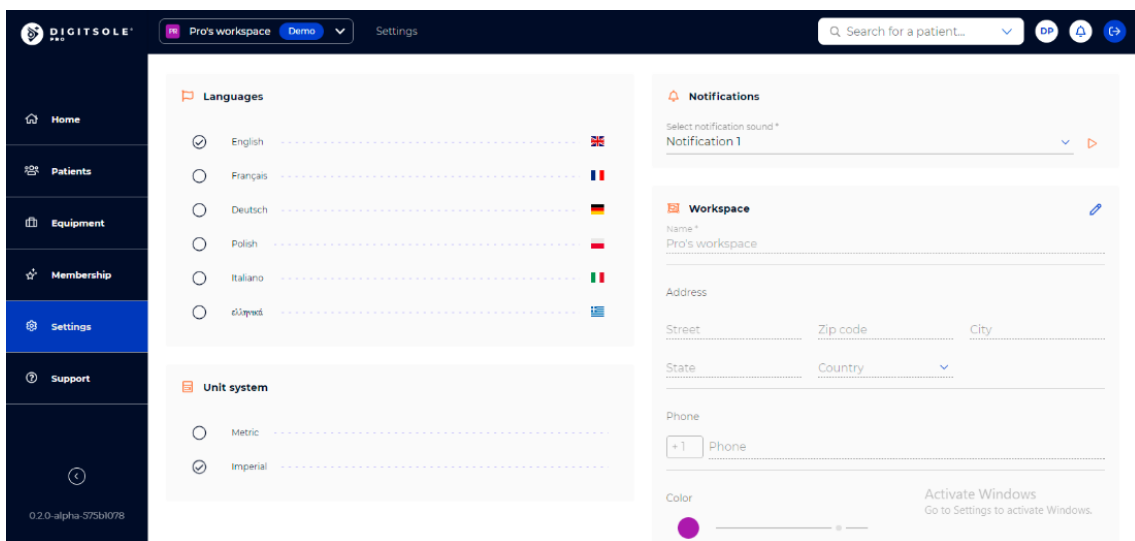 DIGITSOLE
PRO
PR Pro's workspace Demo
Settings
Search for a patient...
DP
Home
Patients
Equipment
Membership
Settings
Support
0.2.0-alpha-575b1078
Languages
English
Français
Deutsch
Polish
Italiano
ελληνικά
Unit system
Metric
Imperial
Notifications
Select notification sound *
Notification 1
Workspace
Name *
Pro's workspace
Address
Street Zip code City
State Country
Phone
+1 Phone
Color
Activate Windows
Go to Settings to activate Windows.